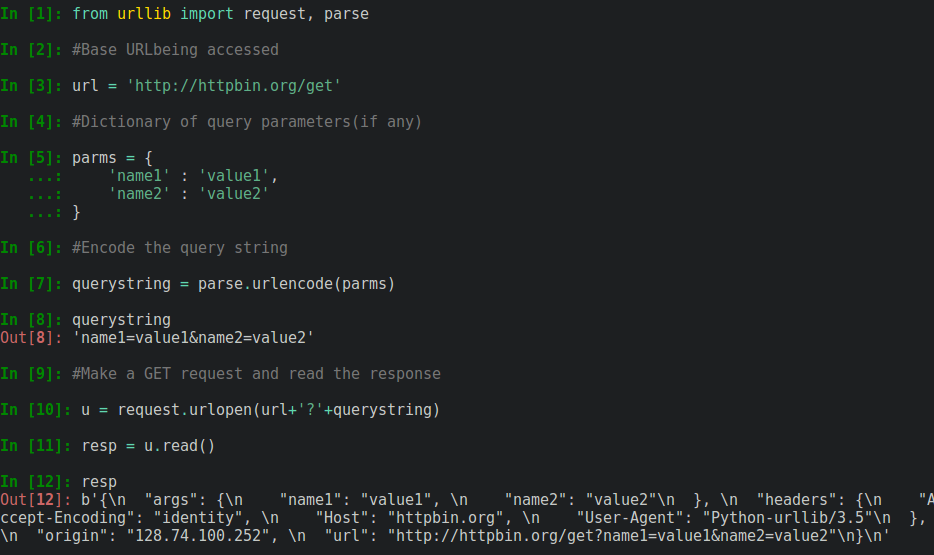 In [1]: from urllib import request, parse
In [2]: #Base URLbeing accessed
In [3]: url = 'http://httpbin.org/get'
In [4]: #Dictionary of query parameters(if any)
In [5]: parms = {
   ...:     'name1' : 'value1',
   ...:     'name2' : 'value2'
   ...: }
In [6]: #Encode the query string
In [7]: querystring = parse.urlencode(parms)
In [8]: querystring
Out[8]: 'name1=value1&name2=value2'
In [9]: #Make a GET request and read the response
In [10]: u = request.urlopen(url+'?'+querystring)
In [11]: resp = u.read()
In [12]: resp
Out[12]: b'{\n  "args": {\n    "name1": "value1", \n    "name2": "value2"\n  }, \n  "headers": {\n    "A
ccept-Encoding": "identity", \n    "Host": "httpbin.org", \n    "User-Agent": "Python-urllib/3.5"\n  },
\n  "origin": "128.74.100.252", \n  "url": "http://httpbin.org/get?name1=value1&name2=value2"\n}\n'